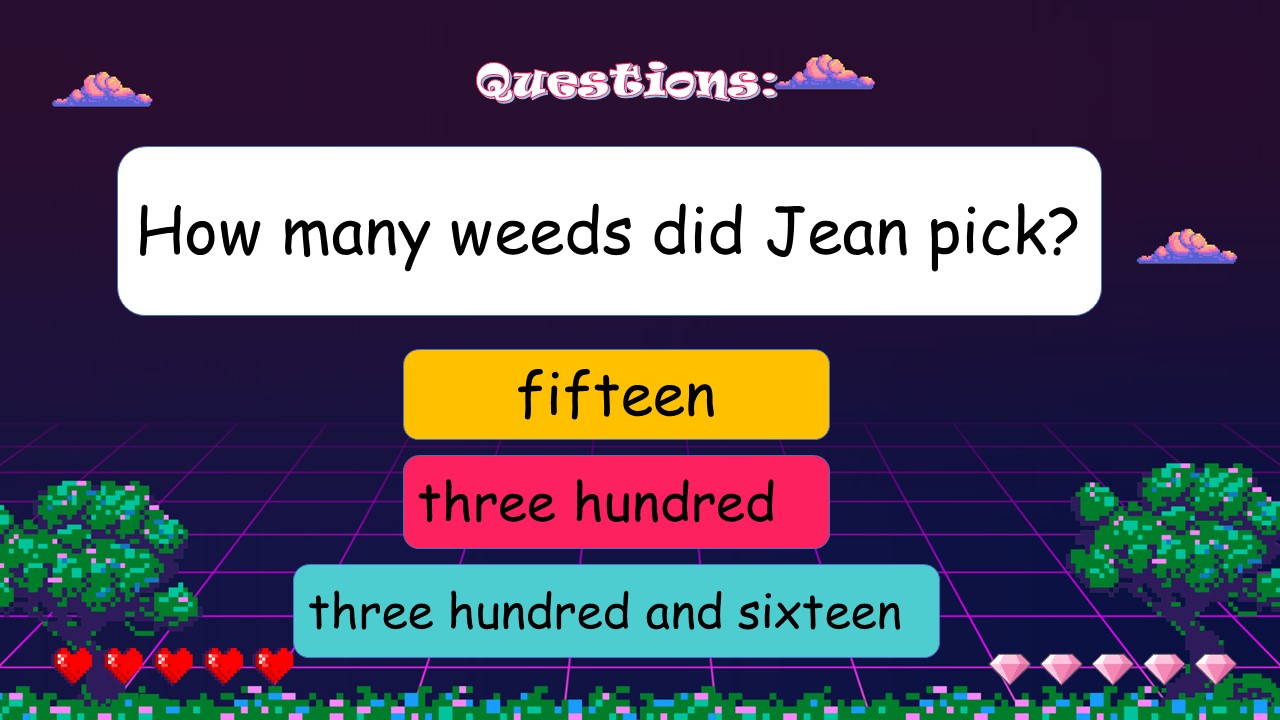 Questions:
How many weeds did Jean pick?
fifteen
three hundred
three hundred and sixteen